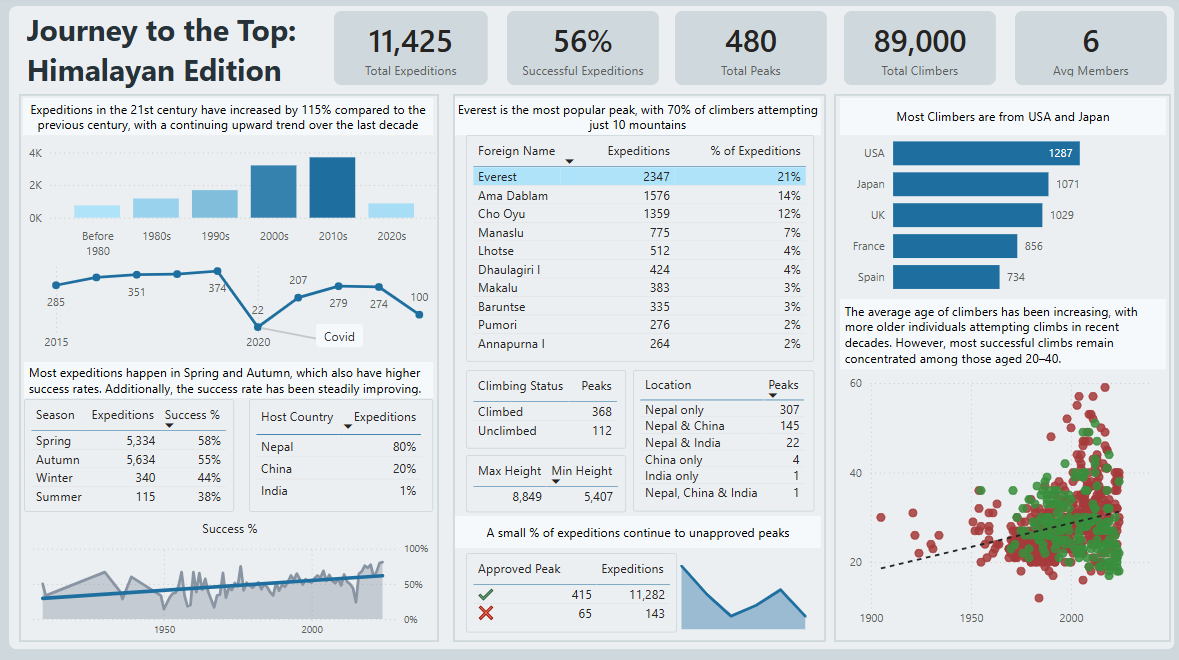 Journey to the Top:
Himalayan Edition
11,425
Total Expeditions
56%
Successful Expeditions
480
Total Peaks
89,000
Total Climbers
6
Avg Members
Expeditions in the 21st century have increased by 115% compared to the
previous century, with a continuing upward trend over the last decade
4K
2K
0K
Before
1980
1980s
1990s
2000s
2010s
2020s
285
351
374
22
207
279
274
100
Covid
2015
2020
Most expeditions happen in Spring and Autumn, which also have higher
success rates. Additionally, the success rate has been steadily improving.
Season Expeditions Success %
Spring 5,334 58%
Autumn 5,634 55%
Winter 340 44%
Summer 115 38%
Host Country Expeditions
Nepal 80%
China 20%
India 1%
Success %
100%
50%
0%
1950
2000
Everest is the most popular peak, with 70% of climbers attempting
just 10 mountains
Foreign Name Expeditions % of Expeditions
Everest 2347 21%
Ama Dablam 1576 14%
Cho Oyu 1359 12%
Manaslu 775 7%
Lhotse 512 4%
Dhaulagiri I 424 4%
Makalu 383 3%
Baruntse 335 3%
Pumori 276 2%
Annapurna I 264 2%
Climbing Status Peaks
Climbed 368
Unclimbed 112
Max Height Min Height
8,849 5,407
Location Peaks
Nepal only 307
Nepal & China 145
Nepal & India 22
China only 4
India only 1
Nepal, China & India 1
A small % of expeditions continue to unapproved peaks
Approved Peak Expeditions
415 11,282
65 143
Most Climbers are from USA and Japan
USA 1287
Japan 1071
UK 1029
France 856
Spain 734
The average age of climbers has been increasing, with
more older individuals attempting climbs in recent
decades. However, most successful climbs remain
concentrated among those aged 20–40.
60
40
20
1900
1950
2000